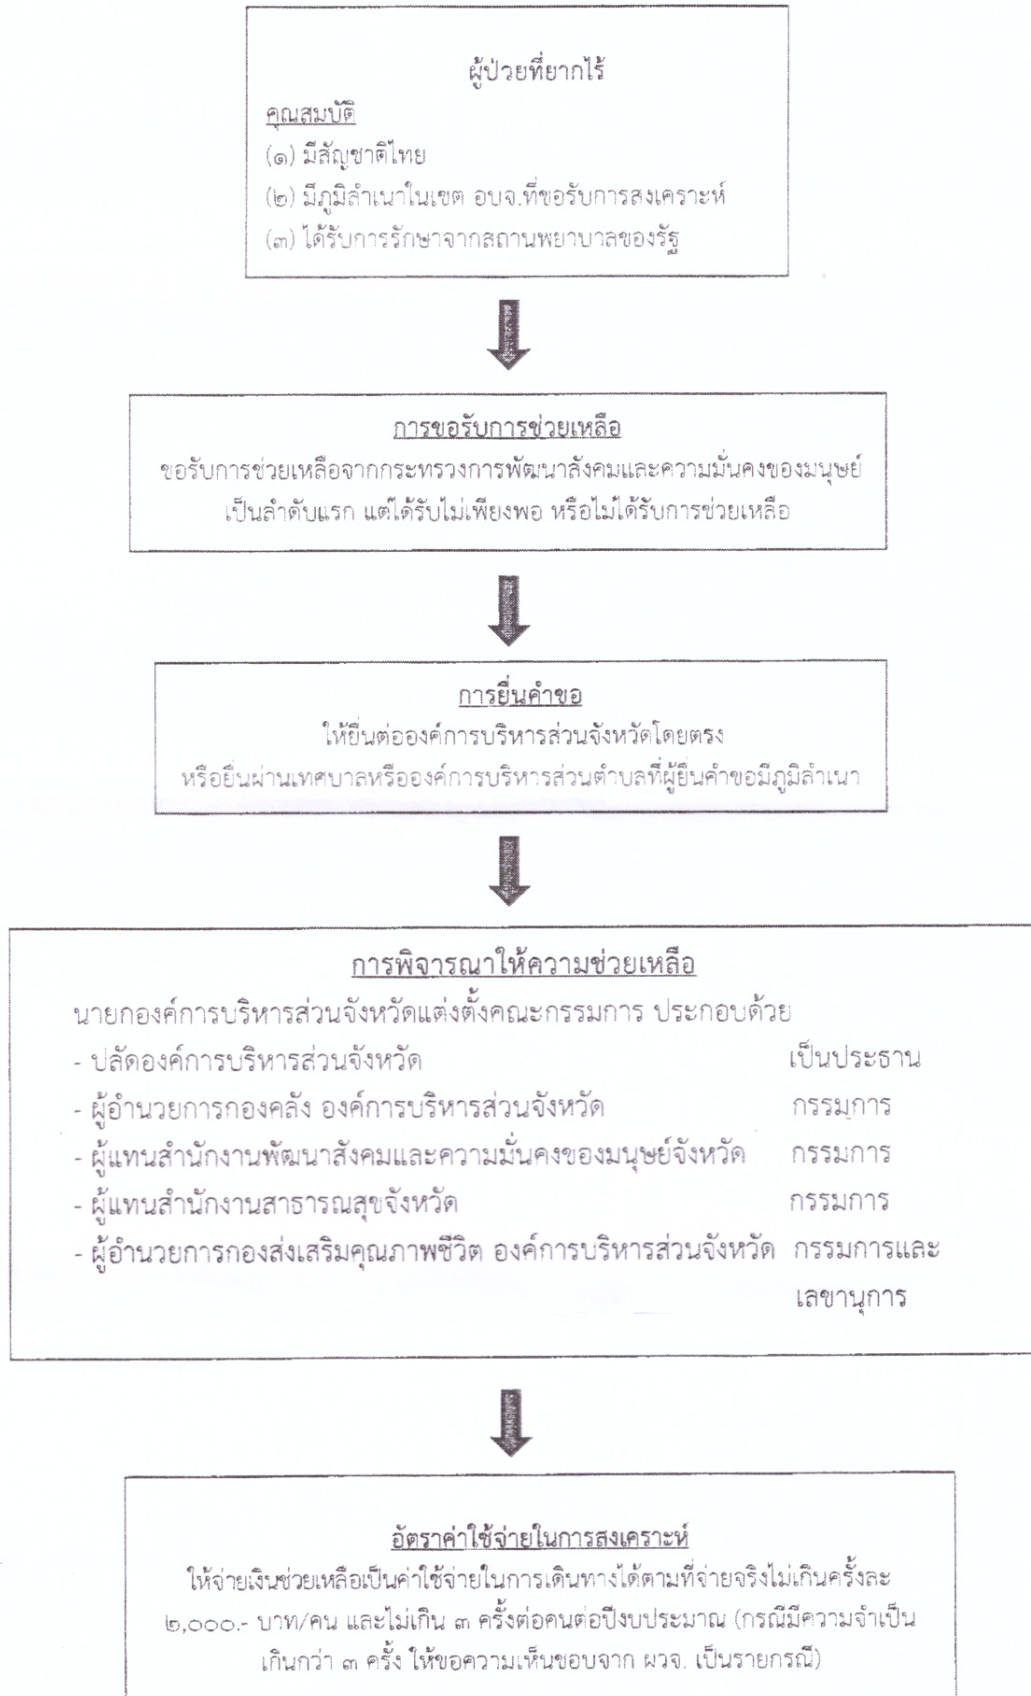 ผู้ป่วยที่ยากไร้
คุณสมบัติ
(๑) มีสัญชาติไทย
(๒) มีภูมิลำเนาในเขต อบจ.ที่ขอรับการสงเคราะห์
(๓) ได้รับการรักษาจากสถานพยาบาลของรัฐ
การขอรับการช่วยเหลือ
ขอรับการช่วยเหลือจากกระทรวงการพัฒนาสังคมและความมั่นคงของมนุษย์
เป็นลำดับแรก แต่ได้รับไม่เพียงพอ หรือไม่ได้รับการช่วยเหลือ
การยื่นคำขอ
ให้ยื่นต่อองค์การบริหารส่วนจังหวัดโดยตรง
หรือยื่นผ่านเทศบาลหรือองค์การบริหารส่วนตำบลที่ผู้ยื่นคำขอมีภูมิลำเนา
การพิจารณาให้ความช่วยเหลือ
นายกองค์การบริหารส่วนจังหวัดแต่งตั้งคณะกรรมการ ประกอบด้วย
- ปลัดองค์การบริหารส่วนจังหวัด เป็นประธาน
- ผู้อำนวยการกองคลัง องค์การบริหารส่วนจังหวัด กรรมการ
- ผู้แทนสำนักงานพัฒนาสังคมและความมั่นคงของมนุษย์จังหวัด กรรมการ
- ผู้แทนสำนักงานสาธารณสุขจังหวัด กรรมการ
- ผู้อำนวยการกองส่งเสริมคุณภาพชีวิต องค์การบริหารส่วนจังหวัด กรรมการและ
เลขานุการ
อัตราค่าใช้จ่ายในการสงเคราะห์
ให้จ่ายเงินช่วยเหลือเป็นค่าใช้จ่ายในการเดินทางได้ตามที่จ่ายจริงไม่เกินครั้งละ
๒,๐๐๐.- บาท/คน และไม่เกิน ๓ ครั้งต่อคนต่อปีงบประมาณ (กรณีมีความจำเป็น
เกินกว่า ๓ ครั้ง ให้ขอความเห็นชอบจาก ผวจ. เป็นรายกรณี)